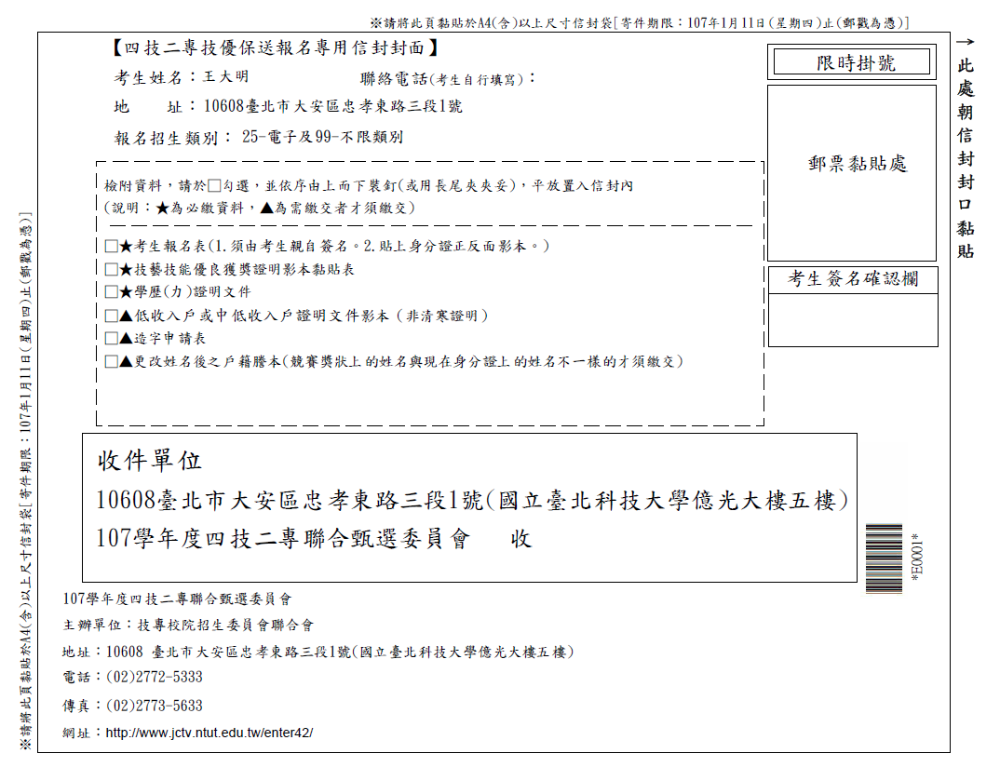 ※請將此頁黏貼於A4(含)以上尺寸信封袋[寄件期限：107年1月11日(星期四)止(郵戳為憑)]
【四技二專技優保送報名專用信封封面】
考生姓名：王大明 聯絡電話(考生自行填寫)：
地 址：10608臺北市大安區忠孝東路三段1號
報名招生類別：25-電子及99-不限類別
限時掛號
郵票黏貼處
考生簽名確認欄
→此處朝信封封口黏貼
檢附資料，請於□勾選，並依序由上而下裝釘(或用長尾夾夾妥)，平放置入信封內
(說明：★為必繳資料，▲為需繳交者才須繳交)
□★考生報名表(1.須由考生親自簽名。2.貼上身分證正反面影本。)
□★技藝技能優良獲獎證明影本黏貼表
□★學歷(力)證明文件
□▲低收入戶或中低收入戶證明文件影本（非清寒證明）
□▲造字申請表
□▲更改姓名後之戶籍謄本(競賽獎狀上的姓名與現在身分證上的姓名不一樣的才須繳交)
收件單位
10608臺北市大安區忠孝東路三段1號(國立臺北科技大學億光大樓五樓)
107學年度四技二專聯合甄選委員會 收
*E0001*
107學年度四技二專聯合甄選委員會
主辦單位：技專校院招生委員會聯合會
地址：10608 臺北市大安區忠孝東路三段1號(國立臺北科技大學億光大樓五樓)
電話：(02)2772-5333
傳真：(02)2773-5633
網址：http://www.jctv.ntut.edu.tw/enter42/
※請將此頁黏貼於A4(含)以上尺寸信封袋[寄件期限：107年1月11日(星期四)止(郵戳為憑)]